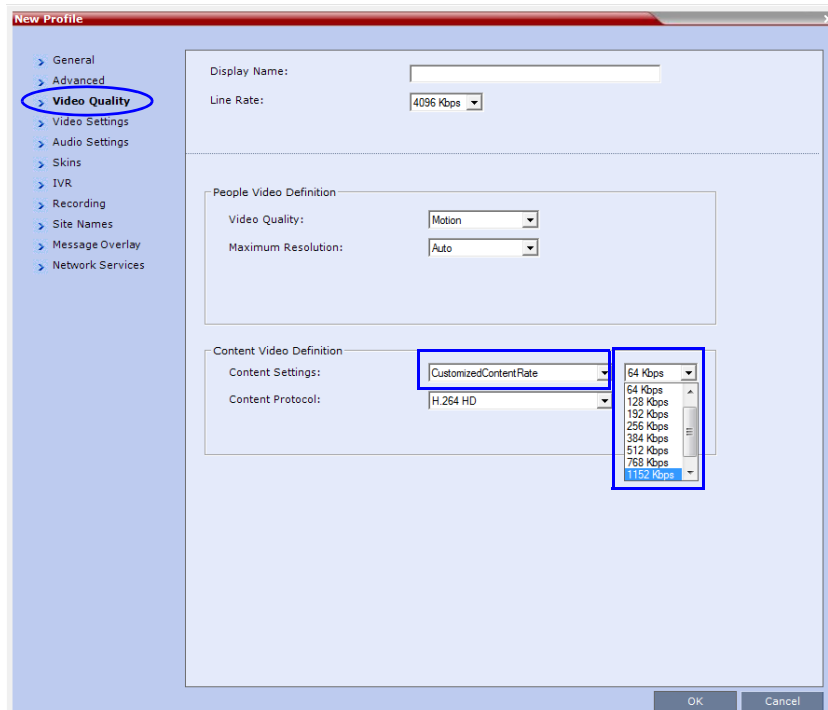 New Profile
General
Advanced
Video Quality
Video Settings
Audio Settings
Skins
IVR
Recording
Site Names
Message Overlay
Network Services
Display Name:
Line Rate:
4096 Kbps
People Video Definition
Video Quality:
Motion
Maximum Resolution:
Auto
Content Video Definition
Content Settings:
CustomizedContentRate
64 Kbps
Content Protocol:
H.264 HD
64 Kbps
128 Kbps
192 Kbps
256 Kbps
384 Kbps
512 Kbps
768 Kbps
1152 Kbps
OK
Cancel